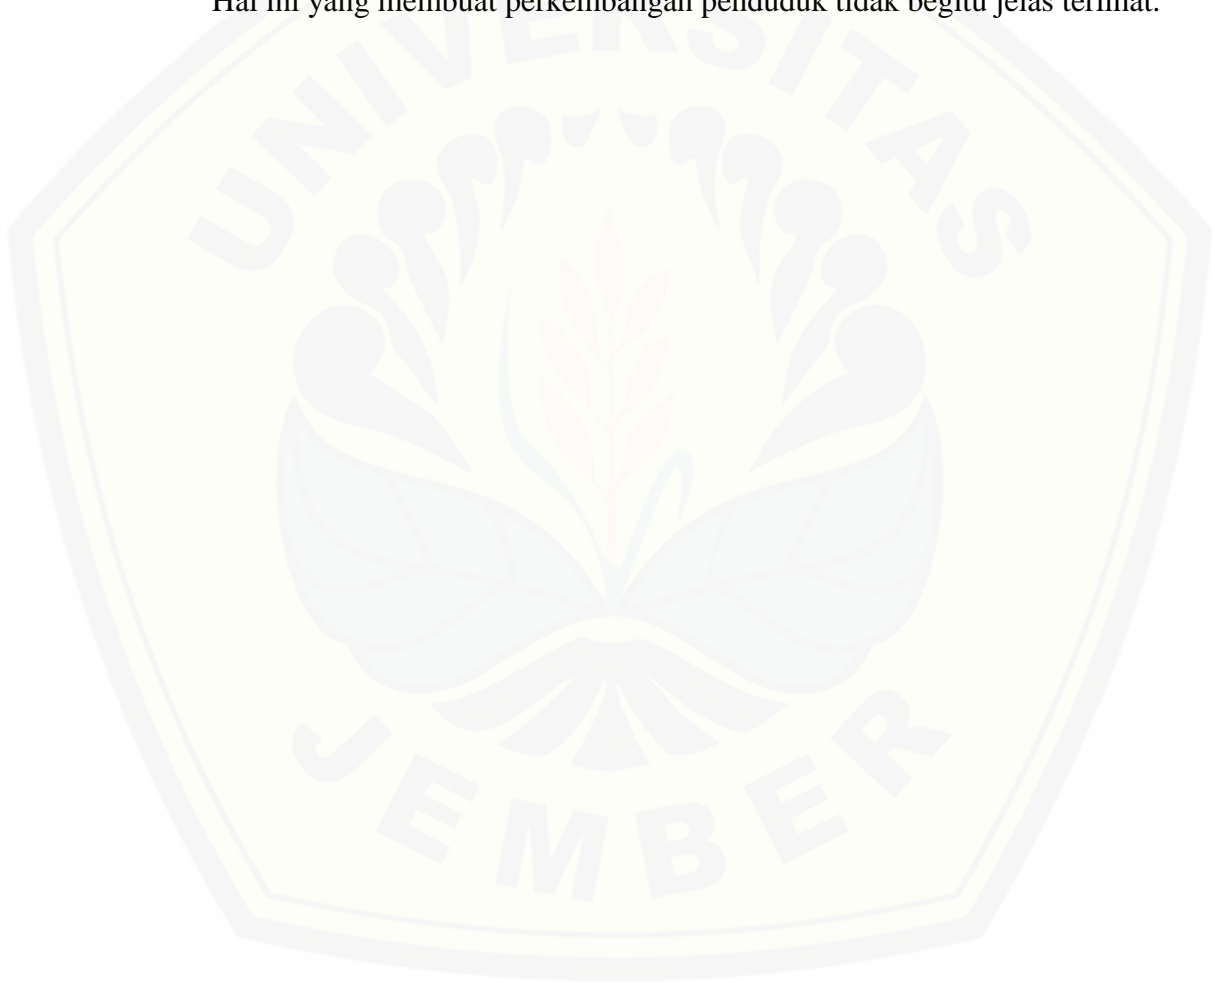 Hal ini yang membuat perkembangan penduduk tidak begitu jelas terlihat.
UNIVERSITAS
JEMBER